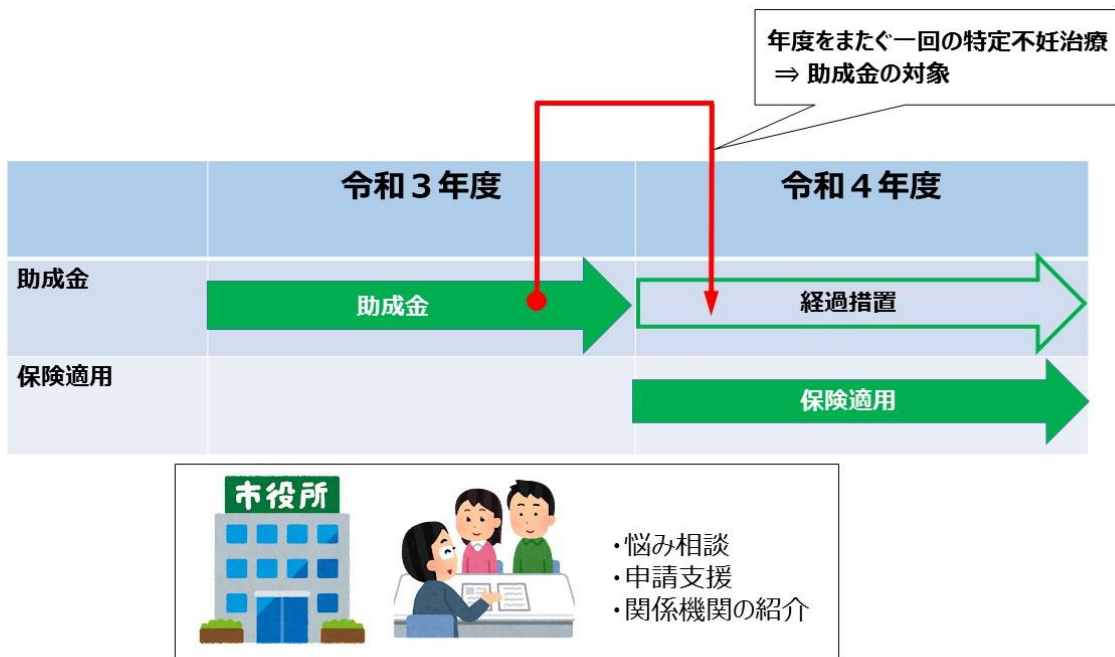 年度をまたぐ一回の特定不妊治療
⇒ 助成金の対象
令和３年度
令和４年度
助成金
助成金
経過措置
保険適用
保険適用
市役所
・悩み相談
・申請支援
・関係機関の紹介